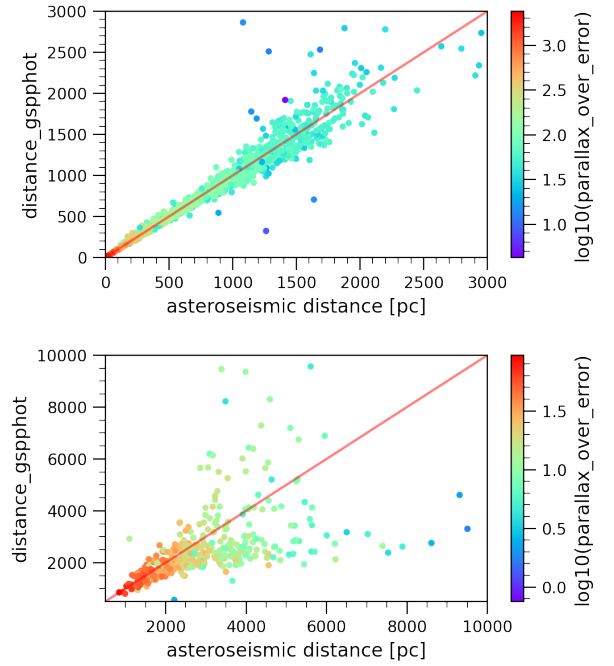 3000
2500
2000
1500
1000
500
0
distance_gspphot
0 500 1000 1500 2000 2500 3000
asteroseismic distance [pc]
3.0
2.5
2.0
1.5
1.0
log10(parallax_over_error)
10000
8000
6000
4000
2000
distance_gspphot
2000 4000 6000 8000 10000
asteroseismic distance [pc]
1.5
1.0
0.5
0.0
log10(parallax_over_error)